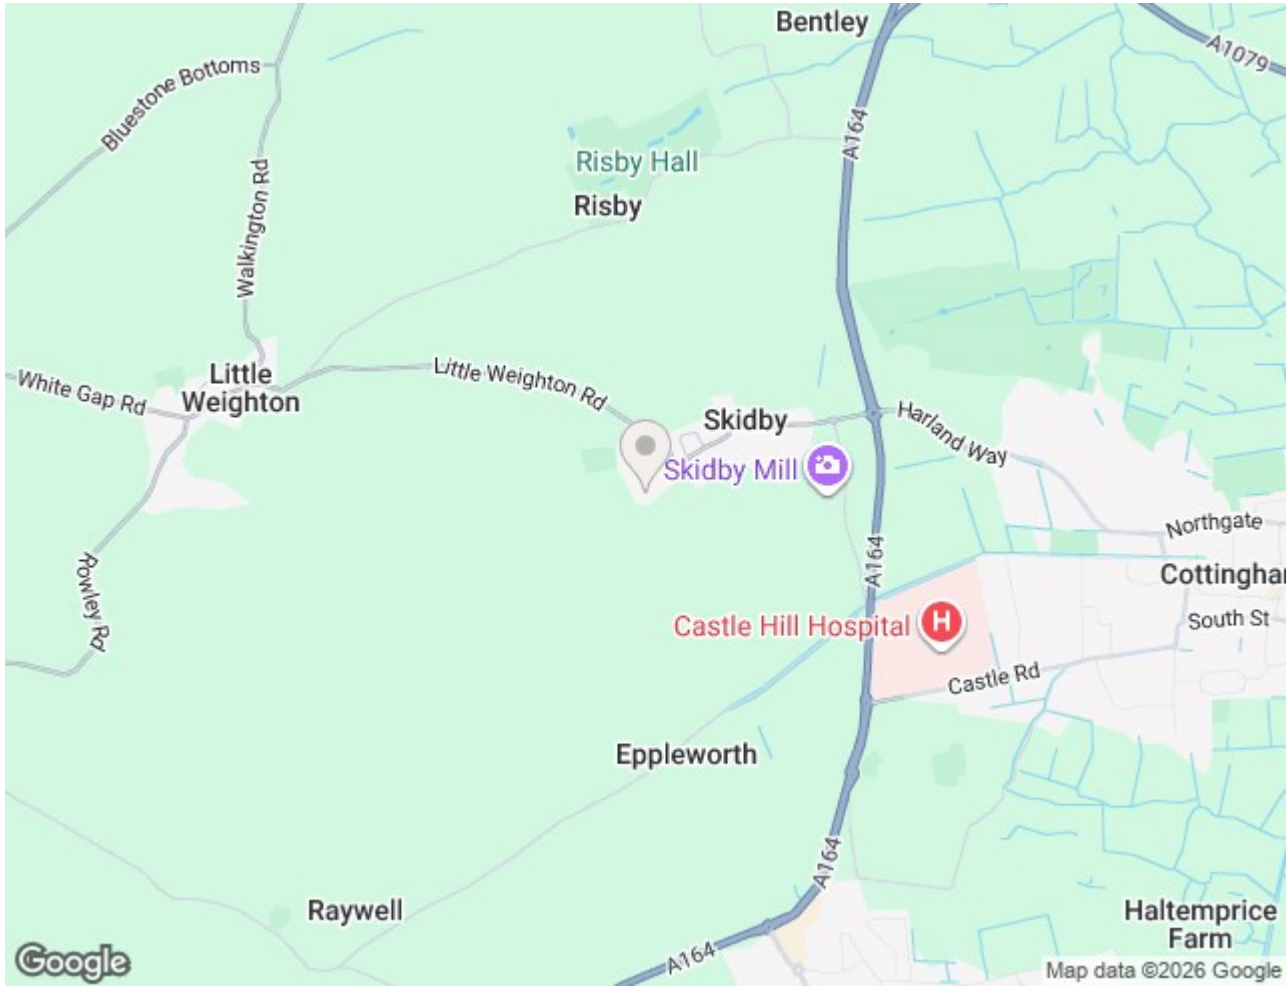 Bentley
A1079
Bluestone Bottoms
A164
Risby Hall
Walkington Rd
Risby
Little
Weighton
Little Weighton Rd
White Gap Rd
Skidby
Harland Way
Skidby Mill
Northgate
A164
Powley Rd
Cottinghar
Castle Hill Hospital
H
South St
Castle Rd
Eppleworth
A164
Raywell
Haltemprice
Farm
A164
Google
Map data ©2026 Google